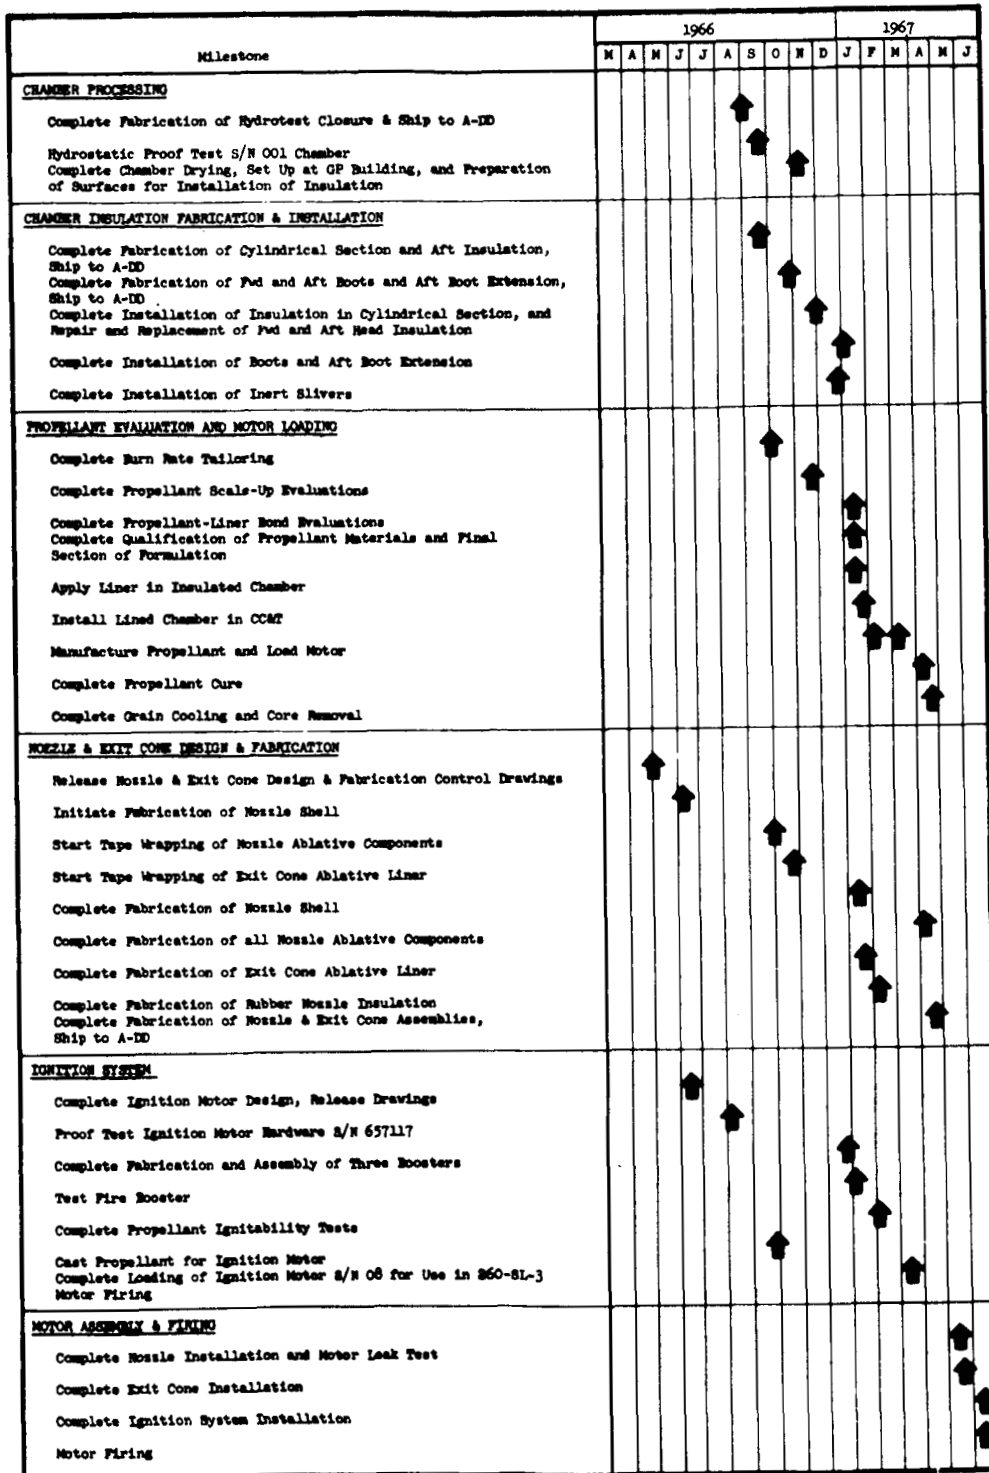 1966 1967
Milestone M A M J J A S O N D J F M A M J
CHAMBER PROCESSING
Complete Fabrication of Hydrotest Closure & Ship to A-DD
Hydrostatic Proof Test S/N 001 Chamber
Complete Chamber Drying, Set Up at GP Building, and Preparation
of Surfaces for Installation of Insulation
CHAMBER INSULATION FABRICATION & INSTALLATION
Complete Fabrication of Cylindrical Section and Aft Insulation,
Ship to A-DD
Complete Fabrication of Fwd and Aft Boots and Aft Boot Extension,
Ship to A-DD
Complete Installation of Insulation in Cylindrical Section, and
Repair and Replacement of Fwd and Aft Head Insulation
Complete Installation of Boots and Aft Boot Extension
Complete Installation of Inert Slivers
PROPELLANT EVALUATION AND MOTOR LOADING
Complete Burn Rate Tailoring
Complete Propellant Scale-Up Evaluations
Complete Propellant-Liner Bond Evaluations
Complete Qualification of Propellant Materials and Final
Section of Formulation
Apply Liner in Insulated Chamber
Install Lined Chamber in CC&T
Manufacture Propellant and Load Motor
Complete Propellant Cure
Complete Grain Cooling and Core Removal
NOZZLE & EXIT CONE DESIGN & FABRICATION
Release Nozzle & Exit Cone Design & Fabrication Control Drawings
Initiate Fabrication of Nozzle Shell
Start Tape Wrapping of Nozzle Ablative Components
Start Tape Wrapping of Exit Cone Ablative Liner
Complete Fabrication of Nozzle Shell
Complete Fabrication of all Nozzle Ablative Components
Complete Fabrication of Exit Cone Ablative Liner
Complete Fabrication of Rubber Nozzle Insulation
Complete Fabrication of Nozzle & Exit Cone Assemblies,
Ship to A-DD
IGNITION SYSTEM
Complete Ignition Motor Design, Release Drawings
Proof Test Ignition Motor Hardware S/N 657117
Complete Fabrication and Assembly of Three Boosters
Test Fire Booster
Complete Propellant Ignitability Tests
Cast Propellant for Ignition Motor
Complete Loading of Ignition Motor S/N 08 for Use in 260-SL-3
Motor Firing
MOTOR ASSEMBLY & FIRING
Complete Nozzle Installation and Motor Leak Test
Complete Exit Cone Installation
Complete Ignition System Installation
Motor Firing